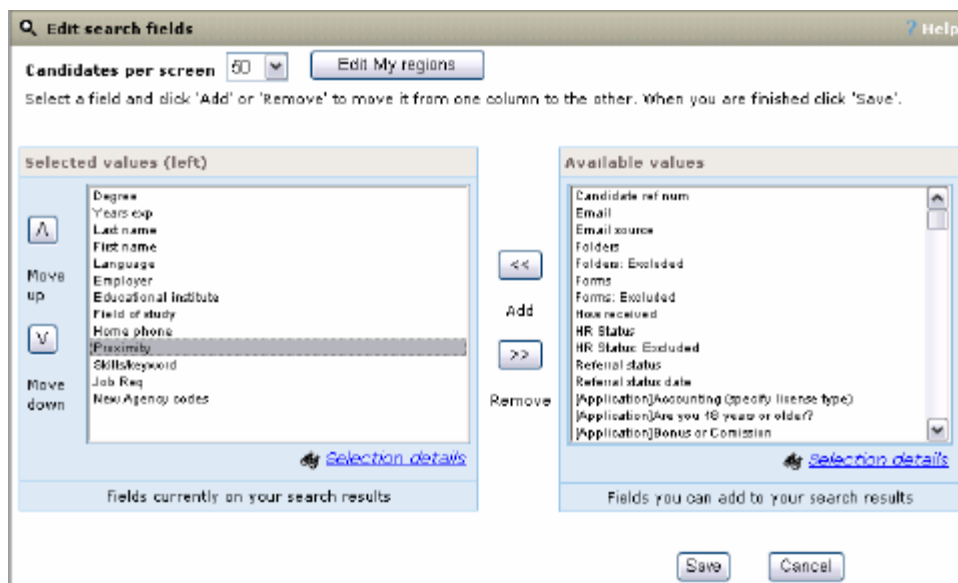 Edit search fields
? Help
Candidates per screen 50 Edit My regions
Select a field and click 'Add' or 'Remove' to move it from one column to the other. When you are finished click 'Save'.
Selected values (left)
Degree
Years exp
Last name
First name
Language
Employer
Educational institute
Field of study
Home phone
Proximity
Skills/keyword
Job Req
New Agency codes
Λ
Move
up
V
Move
down
Selection details
Fields currently on your search results
<<
Add
>>
Remove
Available values
Candidate ref num
Email
Email source
Folders
Folders: Excluded
Forms
Forms: Excluded
How received
HR Status
HR Status: Excluded
Referral status
Referral status date
[Application]Accounting (specify license type)
[Application]Are you 18 years or older?
[Application]Bonus or Comission
Selection details
Fields you can add to your search results
Save
Cancel